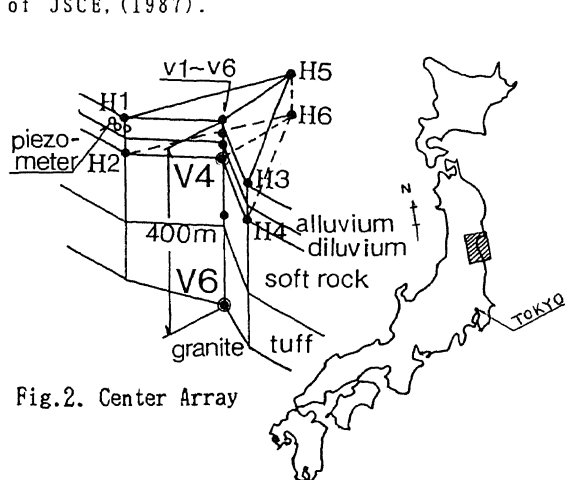 of JSCE,(1987).
v1~v6
H5
H1
H6
piezo-
meter
H2
V4
H3
N
H4
alluvium
diluvium
400m
soft rock
V6
TOKYO
granite
tuff
Fig.2. Center Array